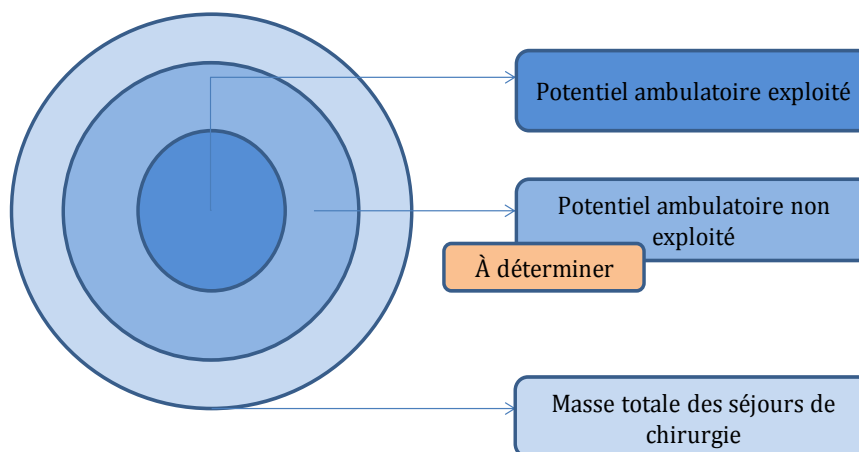 Potentiel ambulatoire exploité
Potentiel ambulatoire non
exploité
À déterminer
Masse totale des séjours de
chirurgie